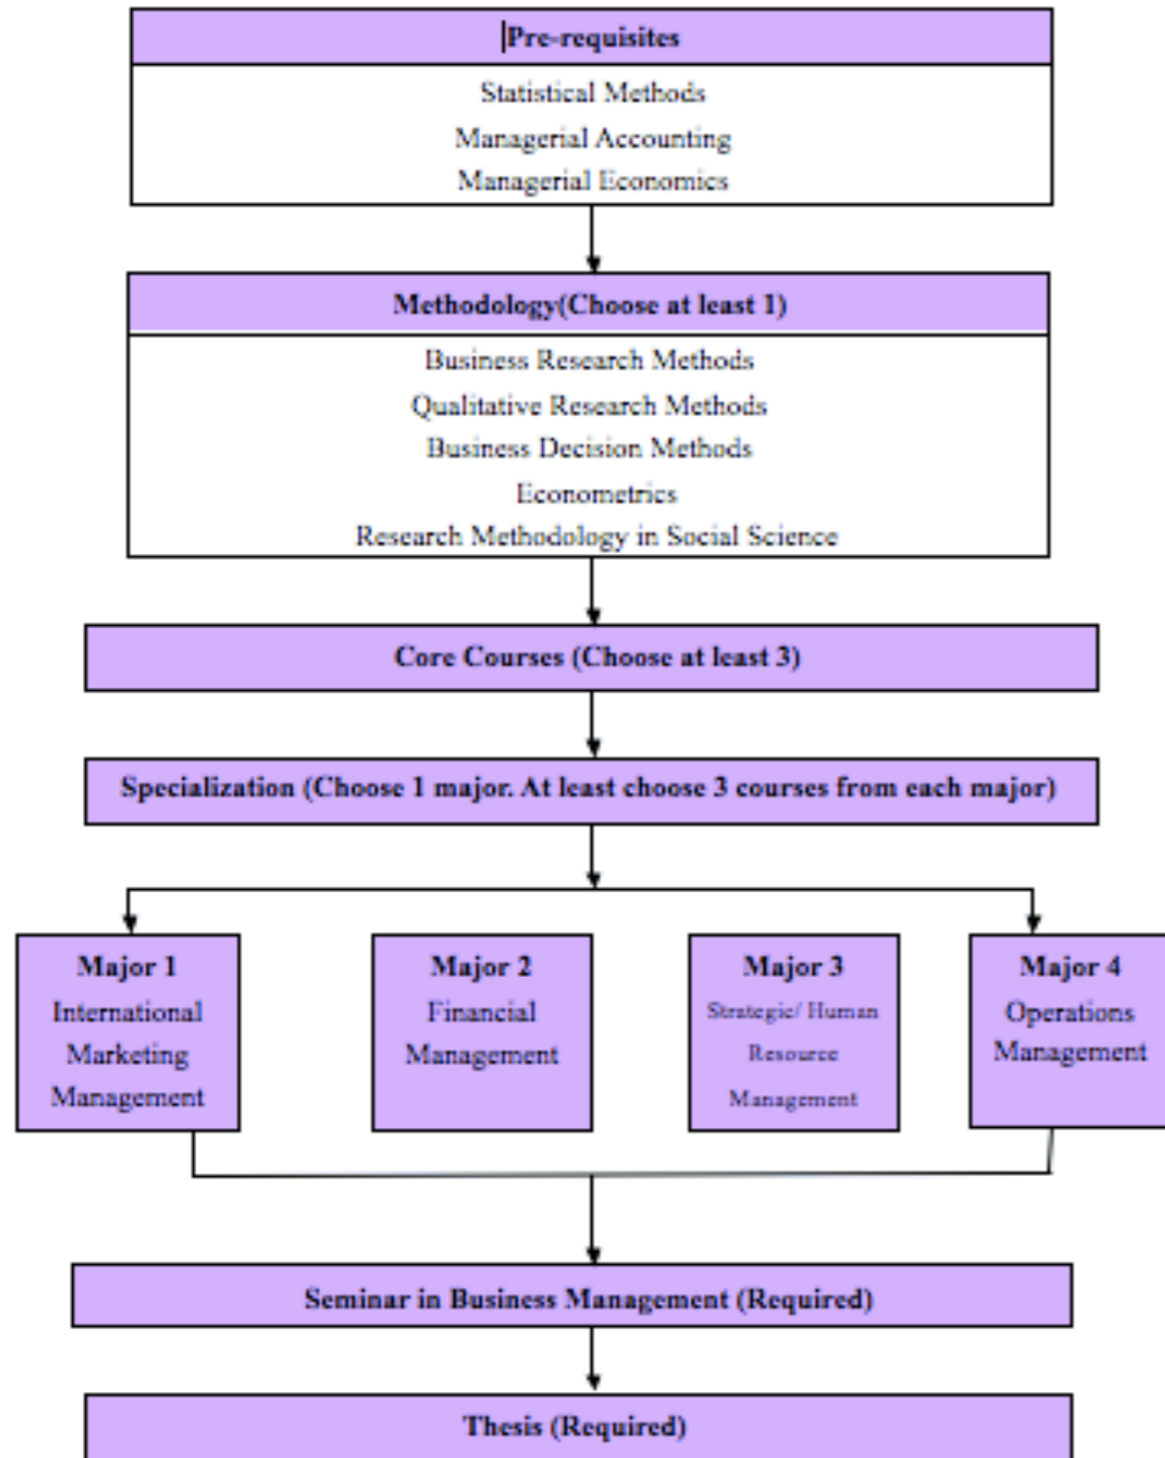 Pre-requisites
Statistical Methods
Managerial Accounting
Managerial Economics
Methodology(Choose at least 1)
Business Research Methods
Qualitative Research Methods
Business Decision Methods
Econometrics
Research Methodology in Social Science
Core Courses (Choose at least 3)
Specialization (Choose 1 major. At least choose 3 courses from each major)
Major 1
International
Marketing
Management
Major 2
Financial
Management
Major 3
Strategic/ Human
Resource
Management
Major 4
Operations
Management
Seminar in Business Management (Required)
Thesis (Required)